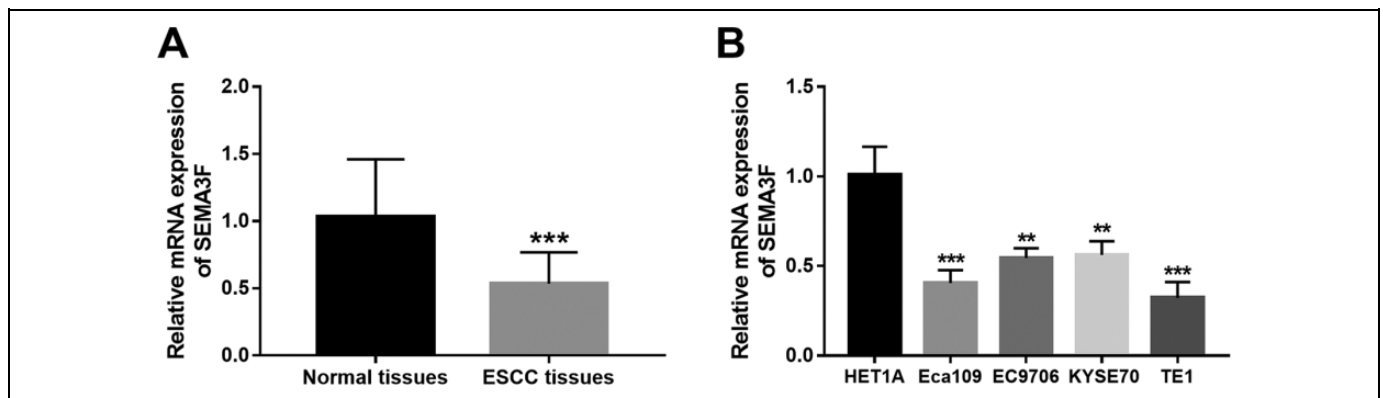 A
Relative mRNA expression
of SEMA3F
2.0
1.5
1.0
0.5
0.0
***
Normal tissues
ESCC tissues
B
Relative mRNA expression
of SEMA3F
1.5
1.0
0.5
0.0
***
**
**
***
HET1A
Eca109
EC9706
KYSE70
TE1